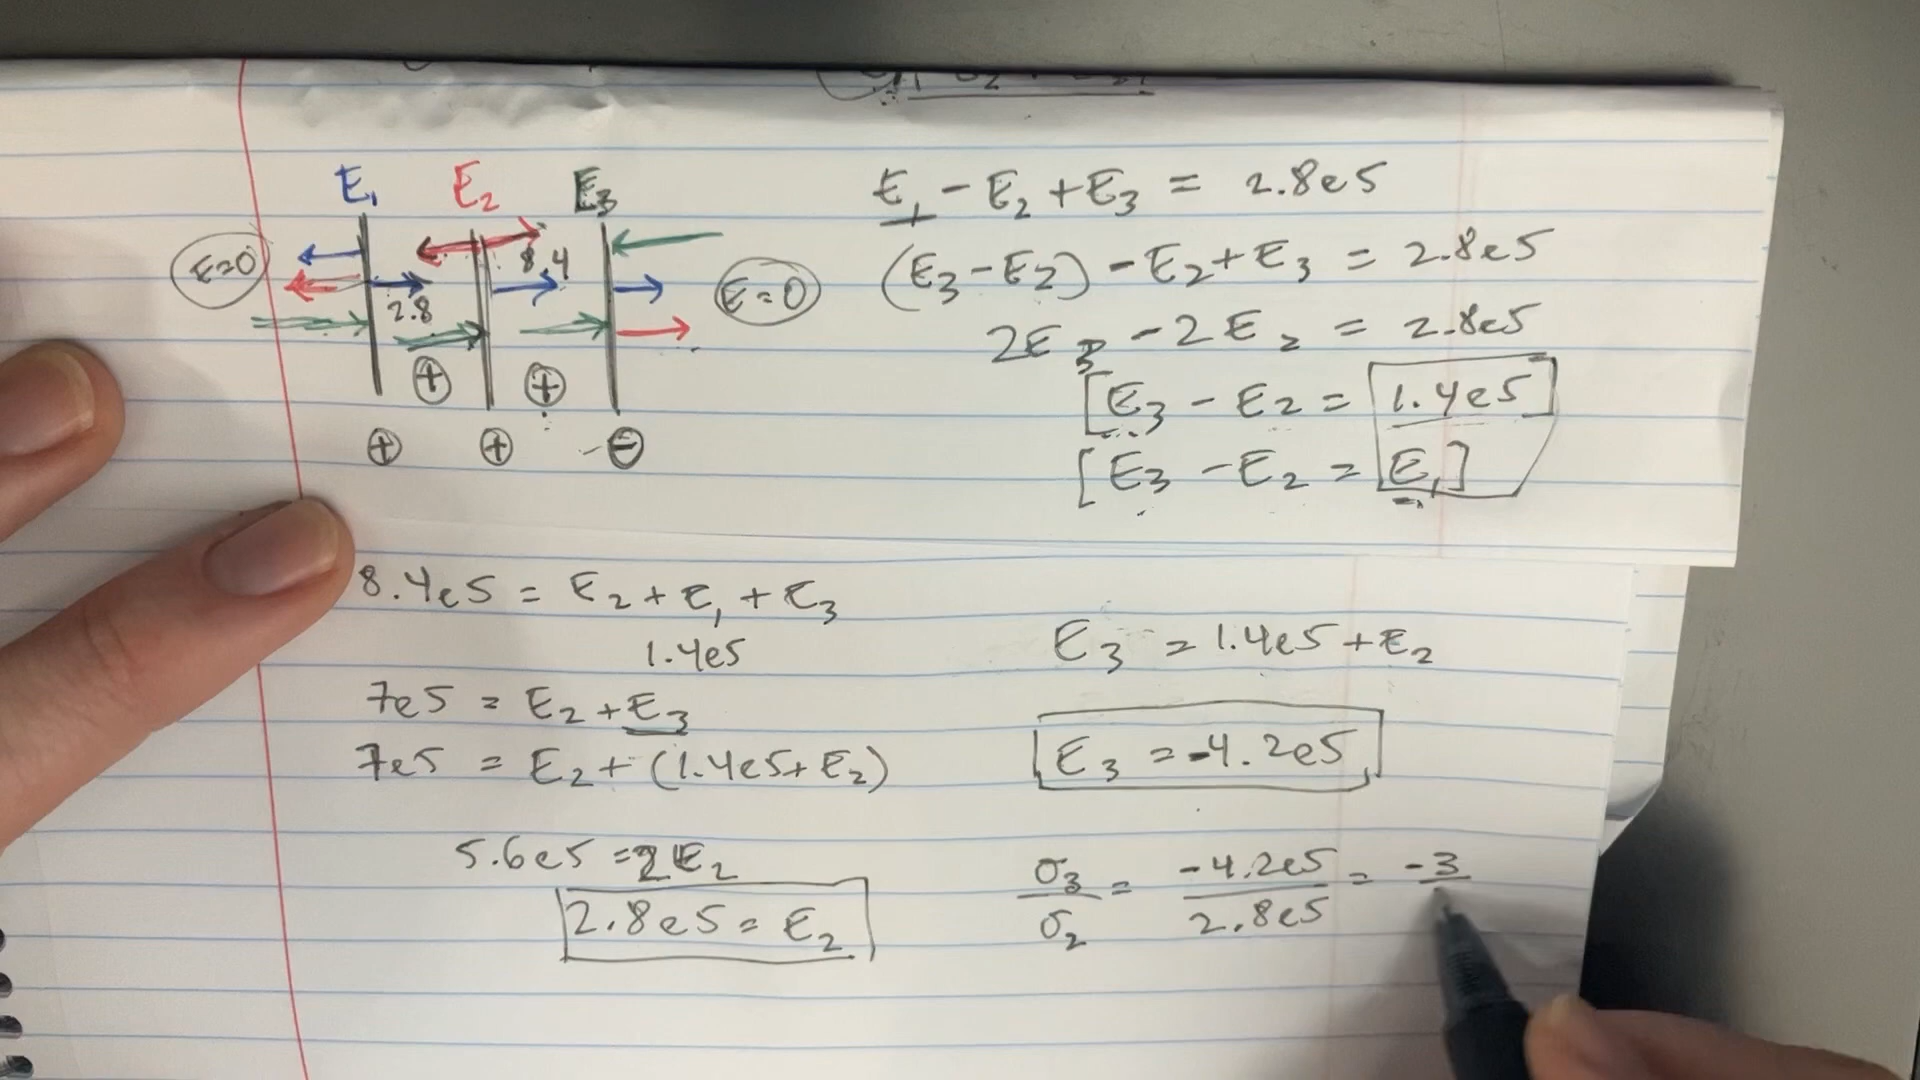 E₁ E₂ E₃
E=0
8.4
2.8
E=0
⊕ ⊕
⊕ ⊕ -⊖
E₁ - E₂ + E₃ = 2.8e5
(E₃ - E₂) - E₂ + E₃ = 2.8e5
2E₃ - 2E₂ = 2.8e5
[E₃ - E₂ = 1.4e5]
[E₃ - E₂ = E₁]
8.4e5 = E₂ + E₁ + E₃
1.4e5
7e5 = E₂ + E₃
7e5 = E₂ + (1.4e5 + E₂)
5.6e5 = 2E₂
2.8e5 = E₂
E₃ = 1.4e5 + E₂
E₃ = -4.2e5
σ₃/σ₂ = -4.2e5/2.8e5 = -3/